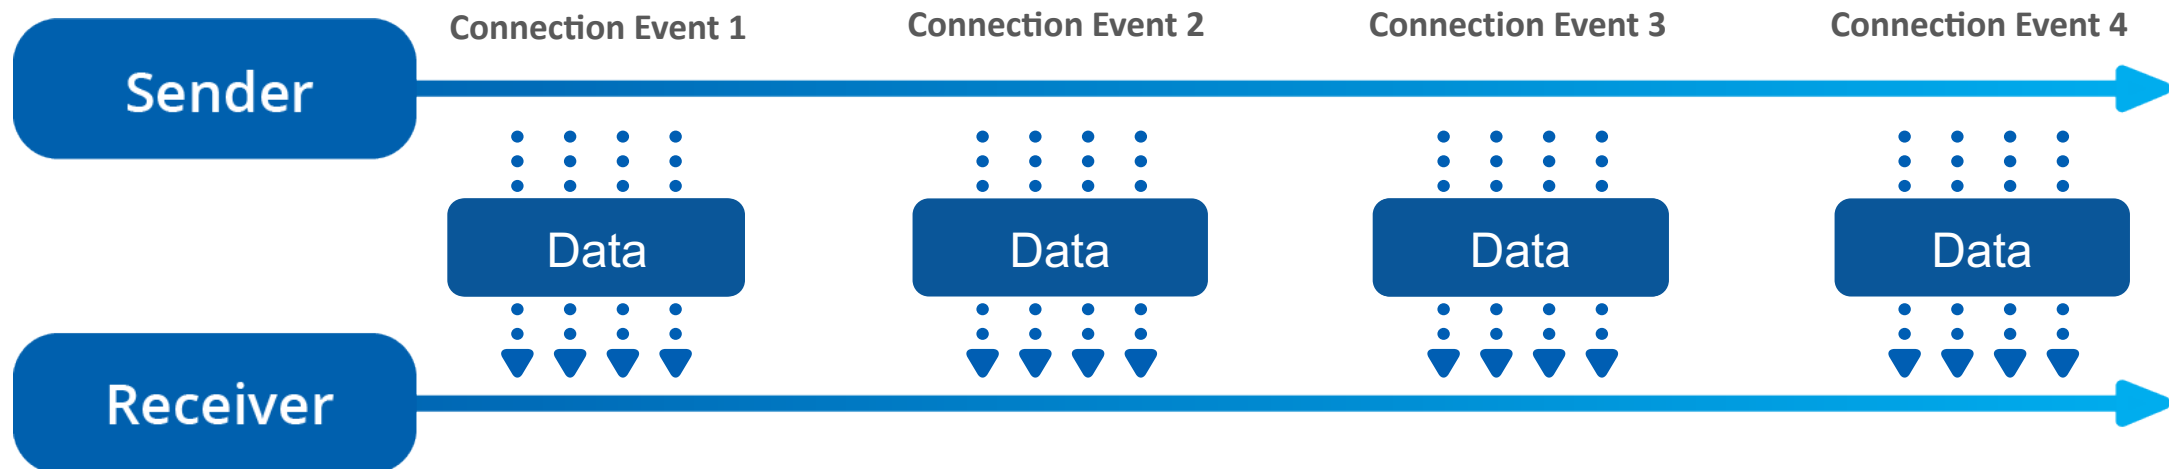 Connection Event 1
Connection Event 2
Connection Event 3
Connection Event 4
Sender
Data
Data
Data
Data
Receiver